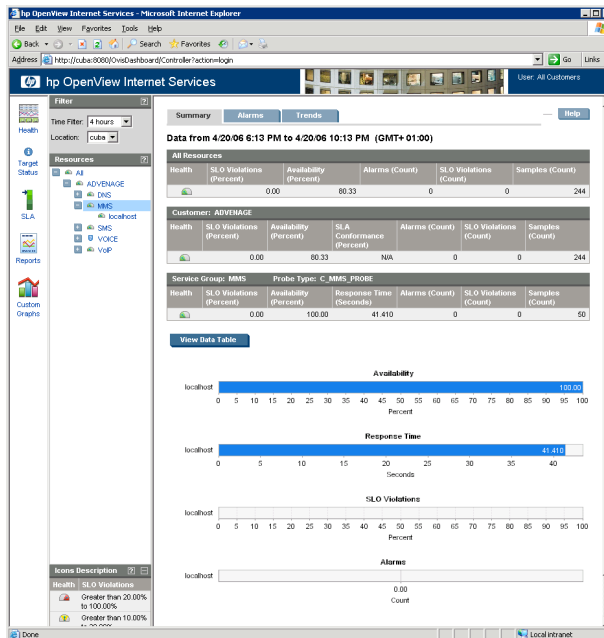 hp OpenView Internet Services - Microsoft Internet Explorer
File Edit View Favorites Tools Help
Back Search Favorites
Address http://cuba:8080/OvisDashboard/Controller?action=login Go Links
hp OpenView Internet Services User: All Customers
Filter ?
Time Filter: 4 hours
Location: cuba
Health
Target Status
SLA
Reports
Custom Graphs
Resources ?
All
ADVENAGE
DNS
MMS
localhost
SMS
VOICE
VoIP
Icons Description ?
Health SLO Violations
Greater than 20.00% to 100.00%
Greater than 10.00%
Summary Alarms Trends Help
Data from 4/20/06 6:13 PM to 4/20/06 10:13 PM (GMT+ 01:00)
All Resources
Health SLO Violations (Percent) Availability (Percent) Alarms (Count) SLO Violations (Count) Samples (Count)
0.00 80.33 0 0 244
Customer: ADVENAGE
Health SLO Violations (Percent) Availability (Percent) SLA Conformance (Percent) Alarms (Count) SLO Violations (Count) Samples (Count)
0.00 80.33 N/A 0 0 244
Service Group: MMS Probe Type: C_MMS_PROBE
Health SLO Violations (Percent) Availability (Percent) Response Time (Seconds) Alarms (Count) SLO Violations (Count) Samples (Count)
0.00 100.00 41.410 0 0 50
View Data Table
Availability
localhost 100.00
0 5 10 15 20 25 30 35 40 45 50 55 60 65 70 75 80 85 90 95 100
Percent
Response Time
localhost 41.410
0 5 10 15 20 25 30 35 40
Seconds
SLO Violations
localhost
0 5 10 15 20 25 30 35 40 45 50 55 60 65 70 75 80 85 90 95 100
Percent
Alarms
localhost
0.00
Count
Done Local intranet